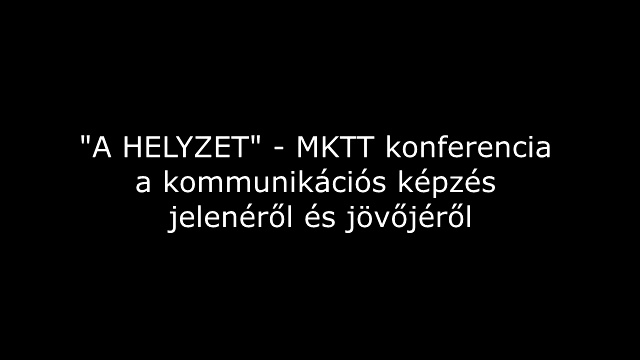 "A HELYZET" - MKTT konferencia
a kommunikációs képzés
jelenéről és jövőjéről